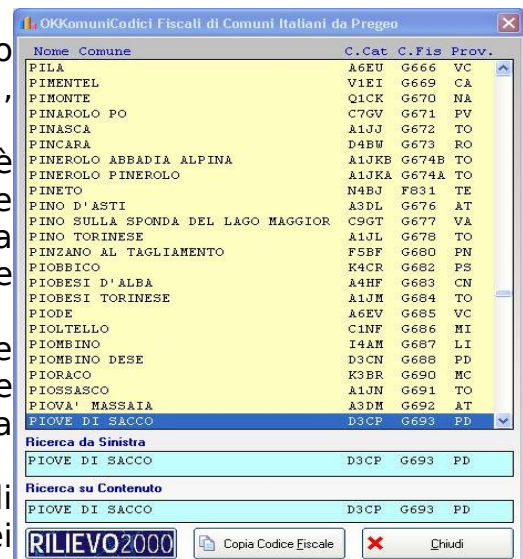 OKKomuniCodici Fiscali di Comuni Italiani da Pregeo
Nome Comune C.Cat C.Fis Prov.
PILA A6EU G666 VC
PIMENTEL V1EI G669 CA
PIMONTE Q1CK G670 NA
PINAROLO PO C7GV G671 PV
PINASCA A1JJ G672 TO
PINCARA D4BW G673 RO
PINEROLO ABBADIA ALPINA A1JKB G674B TO
PINEROLO PINEROLO A1JKA G674A TO
PINETO N4BJ F831 TE
PINO D'ASTI A3DL G676 AT
PINO SULLA SPONDA DEL LAGO MAGGIOR C9GT G677 VA
PINO TORINESE A1JL G678 TO
PINZANO AL TAGLIAMENTO F5BF G680 PN
PIOBBICO K4CR G682 PS
PIOBESI D'ALBA A4HF G683 CN
PIOBESI TORINESE A1JM G684 TO
PIODE A6EV G685 VC
PIOLTELLO C1NF G686 MI
PIOMBINO I4AM G687 LI
PIOMBINO DESE D3CN G688 PD
PIORACO K3BR G690 MC
PIOSSASCO A1JN G691 TO
PIOVA' MASSAIA A3DM G692 AT
PIOVE DI SACCO D3CP G693 PD
Ricerca da Sinistra
PIOVE DI SACCO D3CP G693 PD
Ricerca su Contenuto
PIOVE DI SACCO D3CP G693 PD
RILIEVO2000 Copia Codice Fiscale Chiudi